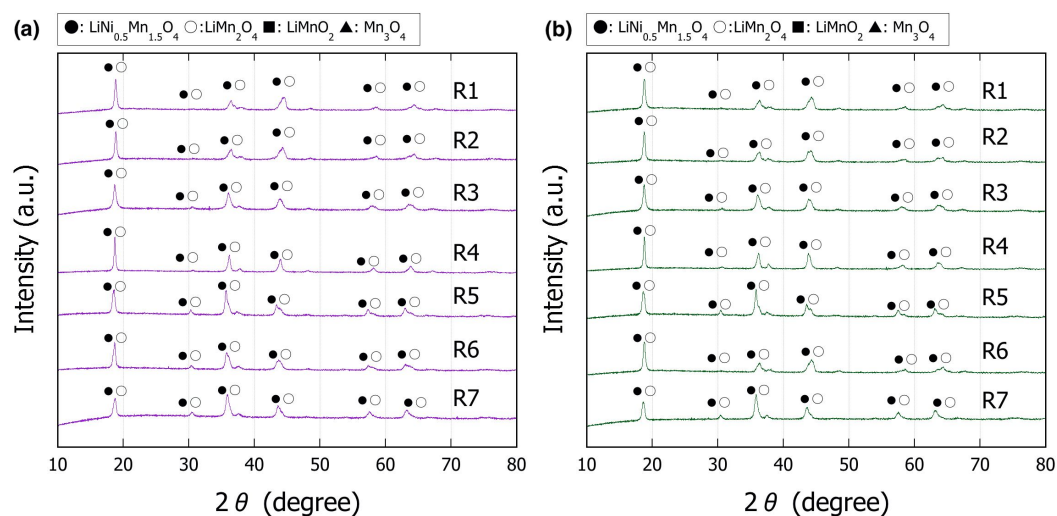 (a) ●: LiNi0.5Mn1.5O4 ○:LiMn2O4 ■: LiMnO2 ▲: Mn3O4
R1
R2
R3
R4
R5
R6
R7
Intensity (a.u.)
10 20 30 40 50 60 70 80
2θ (degree)
(b) ●: LiNi0.5Mn1.5O4 ○:LiMn2O4 ■: LiMnO2 ▲: Mn3O4
R1
R2
R3
R4
R5
R6
R7
Intensity (a.u.)
10 20 30 40 50 60 70 80
2θ (degree)